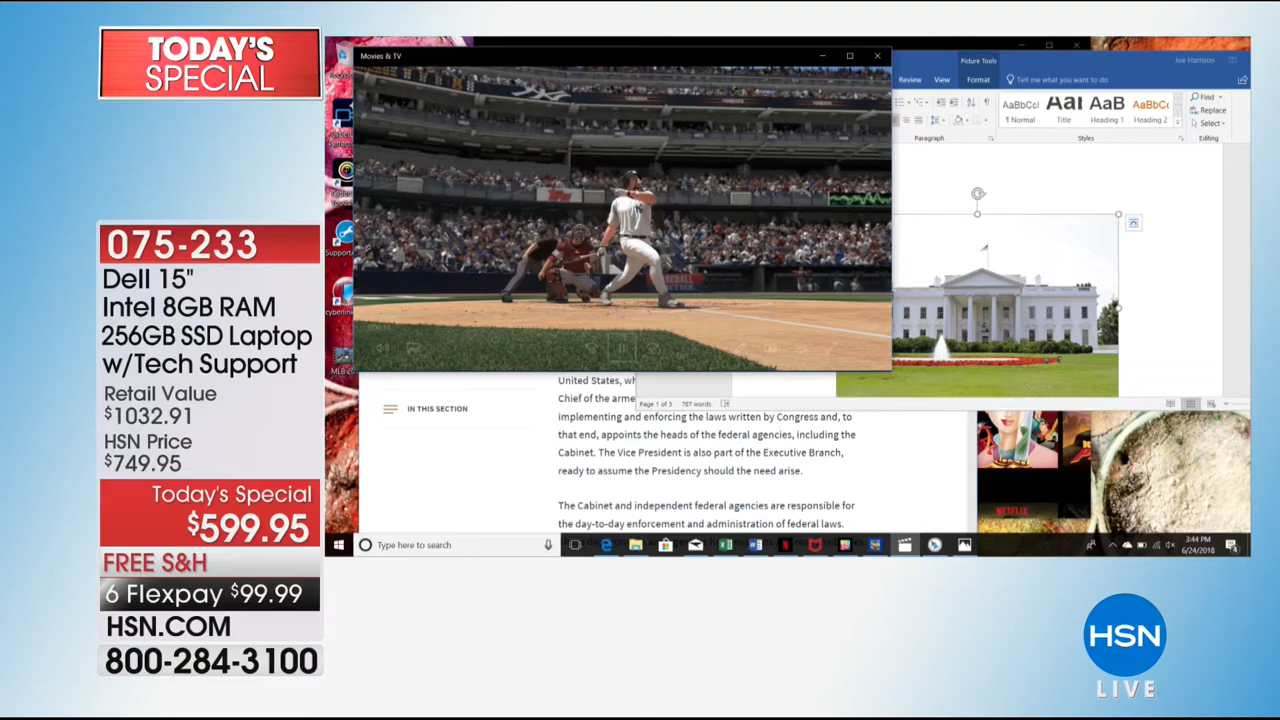 TODAY'S
SPECIAL
075-233
Dell 15"
Intel 8GB RAM
256GB SSD Laptop
w/Tech Support
Retail Value
$1032.91
HSN Price
$749.95
Today's Special
$599.95
FREE S&H
6 Flexpay $99.99
HSN.COM
800-284-3100
Movies & TV
Picture Tools
Joe Harrison
Review View Format Tell me what you want to do
AaBbCcI AaI AaB AaBbCc
¶ Normal Title Heading 1 Heading 2
Find
Replace
Select
Paragraph Styles Editing
Page 1 of 3 787 words
IN THIS SECTION
United States, wh
Chief of the arme
implementing and enforcing the laws written by Congress and, to
that end, appoints the heads of the federal agencies, including the
Cabinet. The Vice President is also part of the Executive Branch,
ready to assume the Presidency should the need arise.
The Cabinet and independent federal agencies are responsible for
the day-to-day enforcement and administration of federal laws.
NETFLIX
Type here to search
3:44 PM
6/24/2018
HSN
LIVE